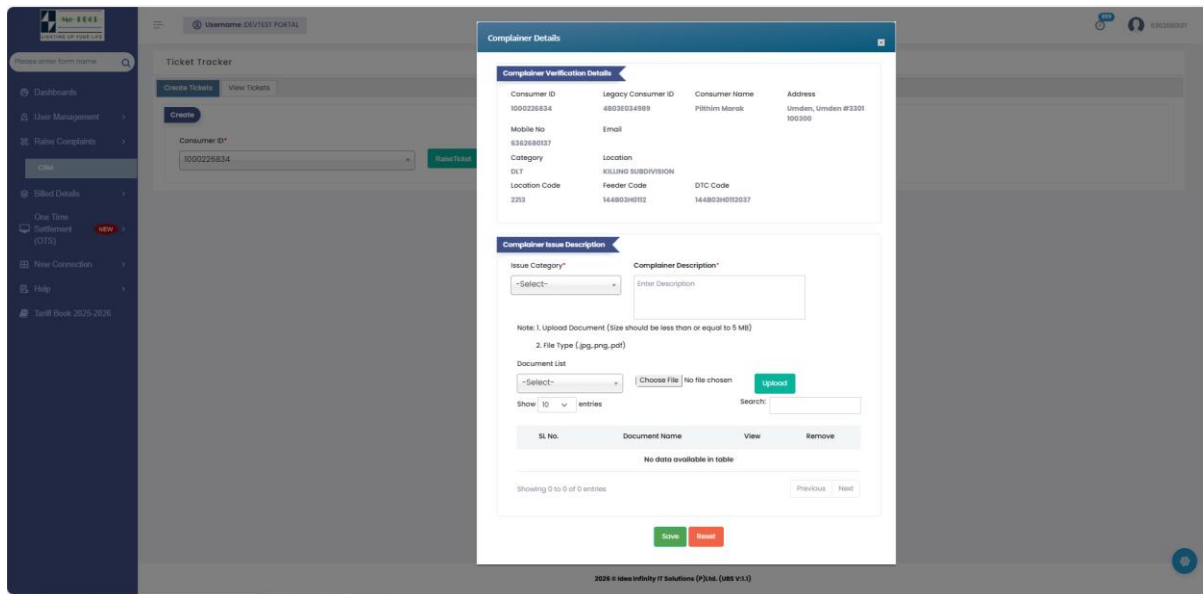 LIGHTING UP YOUR LIFE
Username :DEVTEST PORTAL
Please enter form name
Dashboards
User Management
Raise Complaints
CRM
Billed Details
One Time
Settlement NEW
(OTS)
New Connection
Help
Tariff Book 2025-2026
Ticket Tracker
Create Tickets View Tickets
Create
Consumer ID*
1000226834 RaiseTicket
Complainer Details
Complainer Verification Details
Consumer ID Legacy Consumer ID Consumer Name Address
1000226834 4803E034989 Pilthim Marak Umden, Umden #3301
100300
Mobile No Email
6362680137
Category Location
DLT KILLING SUBDIVISION
Location Code Feeder Code DTC Code
2213 144803H0112 144803H0112037
Complainer Issue Description
Issue Category* Complainer Description*
-Select- Enter Description
Note: 1. Upload Document (Size should be less than or equal to 5 MB)
2. File Type (.jpg,.png,.pdf)
Document List
-Select- Choose File No file chosen Upload
Show 10 entries Search:
SL No. Document Name View Remove
No data available in table
Showing 0 to 0 of 0 entries Previous Next
Save Reset
6362680137
2026 © Idea Infinity IT Solutions (P)Ltd. (UBS V:1.1)